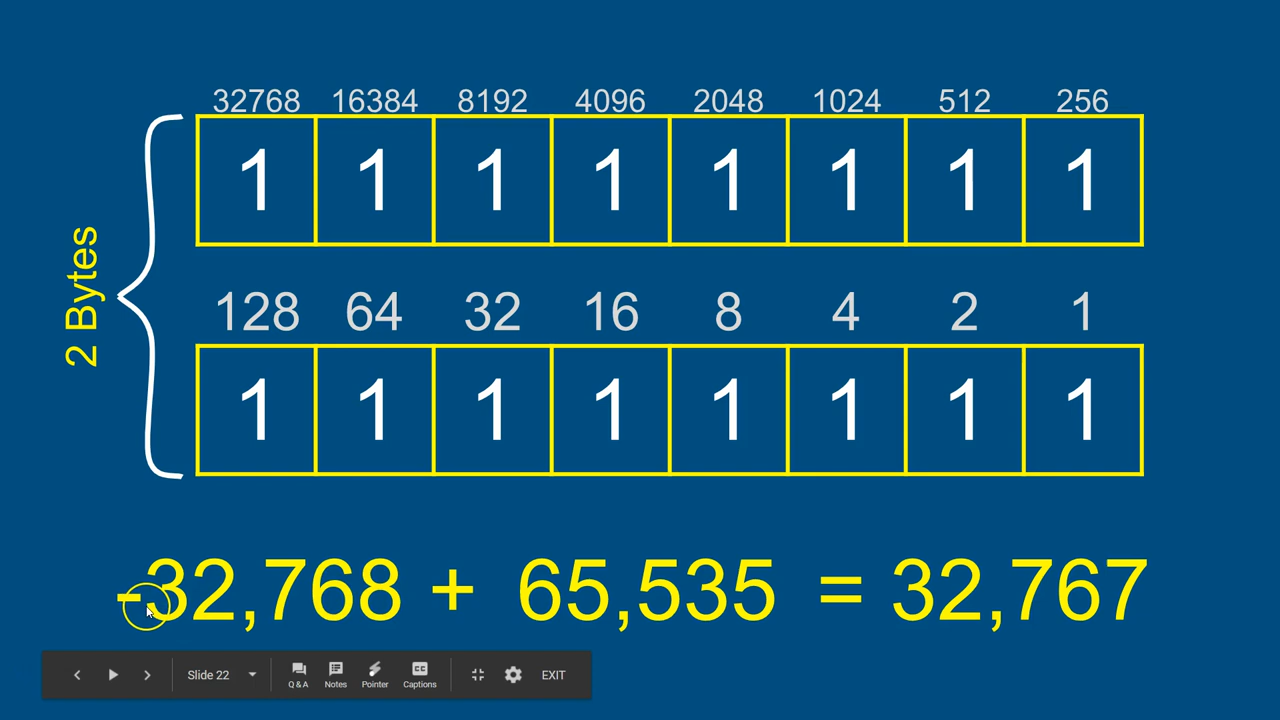 32768 16384 8192 4096 2048 1024 512 256
1 1 1 1 1 1 1 1
2 Bytes
128 64 32 16 8 4 2 1
1 1 1 1 1 1 1 1
-32,768 + 65,535 = 32,767
Slide 22 Q & A Notes Pointer CC Captions EXIT